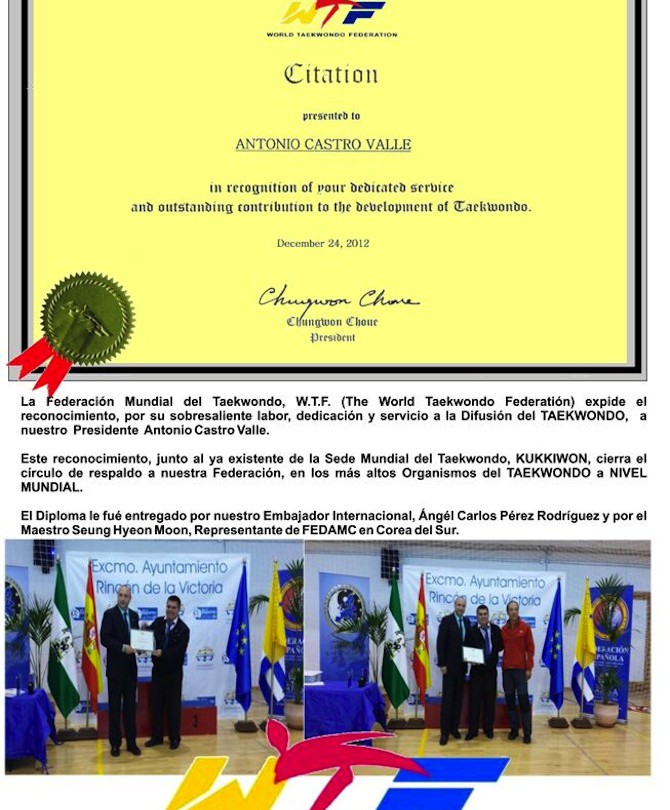 WTF
WORLD TAEKWONDO FEDERATION
Citation
presented to
ANTONIO CASTRO VALLE
in recognition of your dedicated service
and outstanding contribution to the development of Taekwondo.
December 24, 2012
Chungwon Choue
Chungwon Choue
President
La Federación Mundial del Taekwondo, W.T.F. (The World Taekwondo Federatión) expide el
reconocimiento, por su sobresaliente labor, dedicación y servicio a la Difusión del TAEKWONDO, a
nuestro Presidente Antonio Castro Valle.
Este reconocimiento, junto al ya existente de la Sede Mundial del Taekwondo, KUKKIWON, cierra el
círculo de respaldo a nuestra Federación, en los más altos Organismos del TAEKWONDO a NIVEL
MUNDIAL.
El Diploma le fué entregado por nuestro Embajador Internacional, Ángél Carlos Pérez Rodríguez y por el
Maestro Seung Hyeon Moon, Representante de FEDAMC en Corea del Sur.
Excmo. Ayuntamiento
Rincón de la Victoria
Excmo. Ayuntamiento
Rincón de la Victoria
WTF